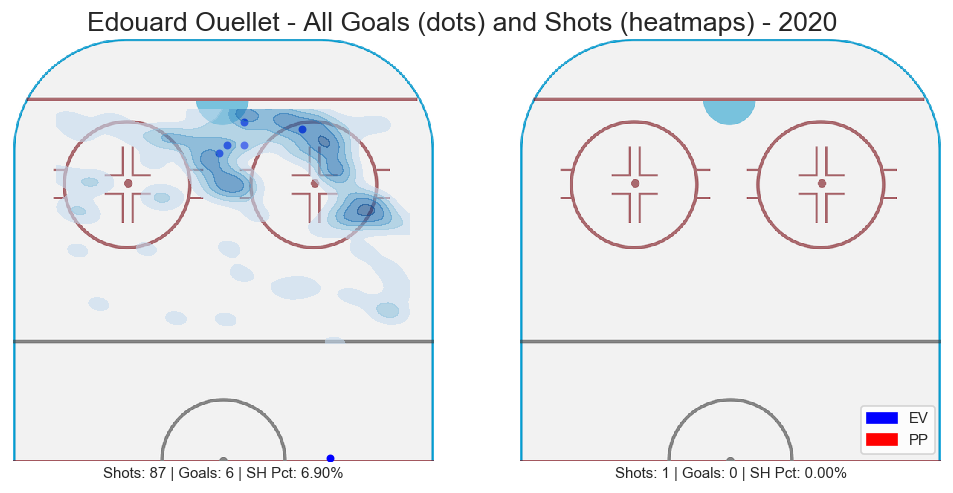 Edouard Ouellet - All Goals (dots) and Shots (heatmaps) - 2020
EV
PP
Shots: 87 | Goals: 6 | SH Pct: 6.90%
Shots: 1 | Goals: 0 | SH Pct: 0.00%